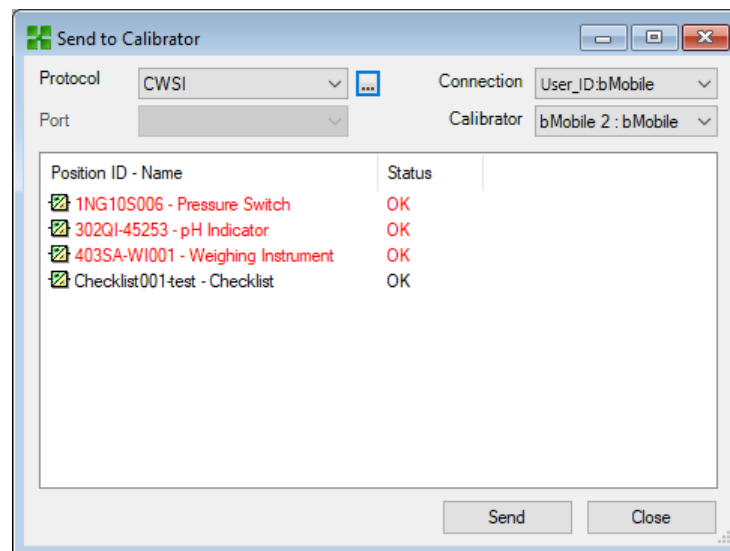 Send to Calibrator
Protocol CWSI ... Connection User_ID:bMobile
Port Calibrator bMobile 2 : bMobile
Position ID - Name Status
1NG10S006 - Pressure Switch OK
302QI-45253 - pH Indicator OK
403SA-WI001 - Weighing Instrument OK
Checklist001-test - Checklist OK
Send Close